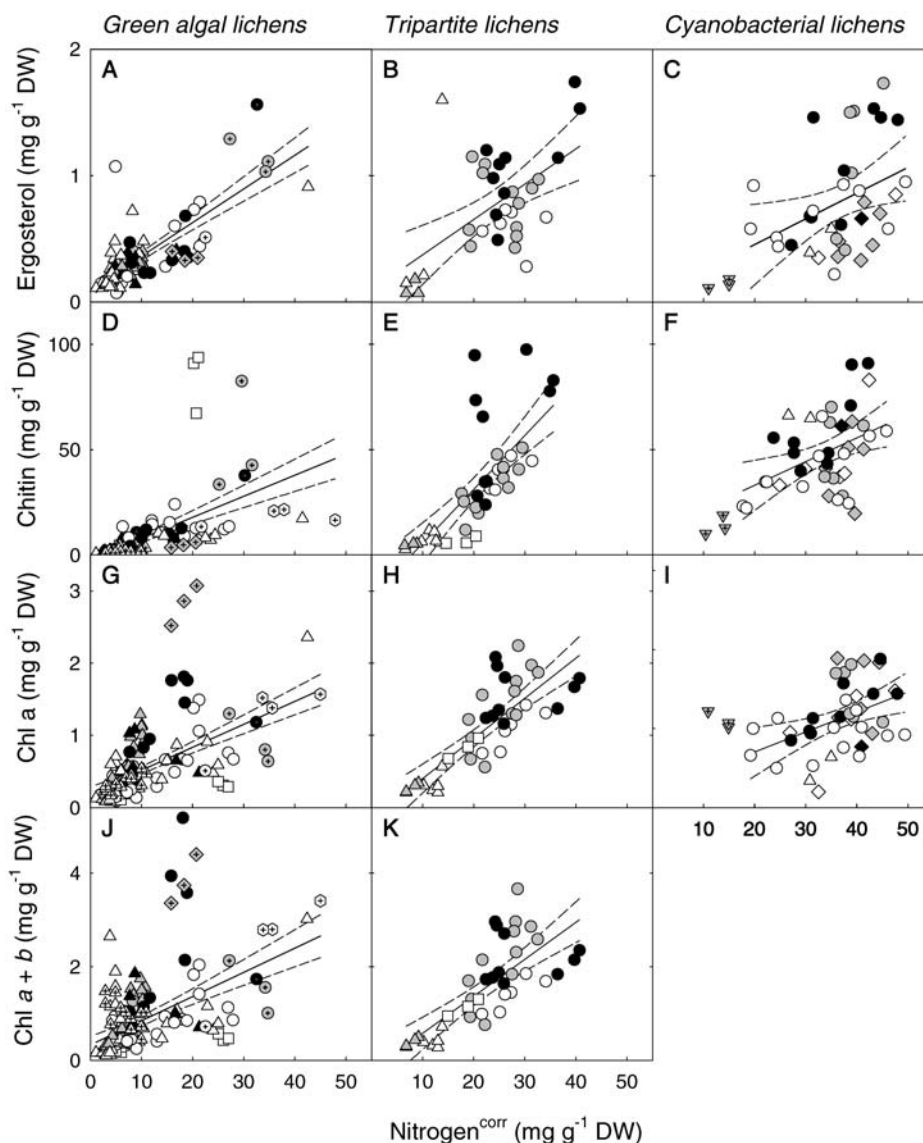 Green algal lichens Tripartite lichens Cyanobacterial lichens
A B C
Ergosterol (mg g-1 DW)
2
1
0
D E F
Chitin (mg g-1 DW)
100
50
0
G H I
Chl a (mg g-1 DW)
3
2
1
0
10 20 30 40 50
J K
Chl a + b (mg g-1 DW)
4
2
0
0 10 20 30 40 50 10 20 30 40 50
Nitrogencorr (mg g-1 DW)